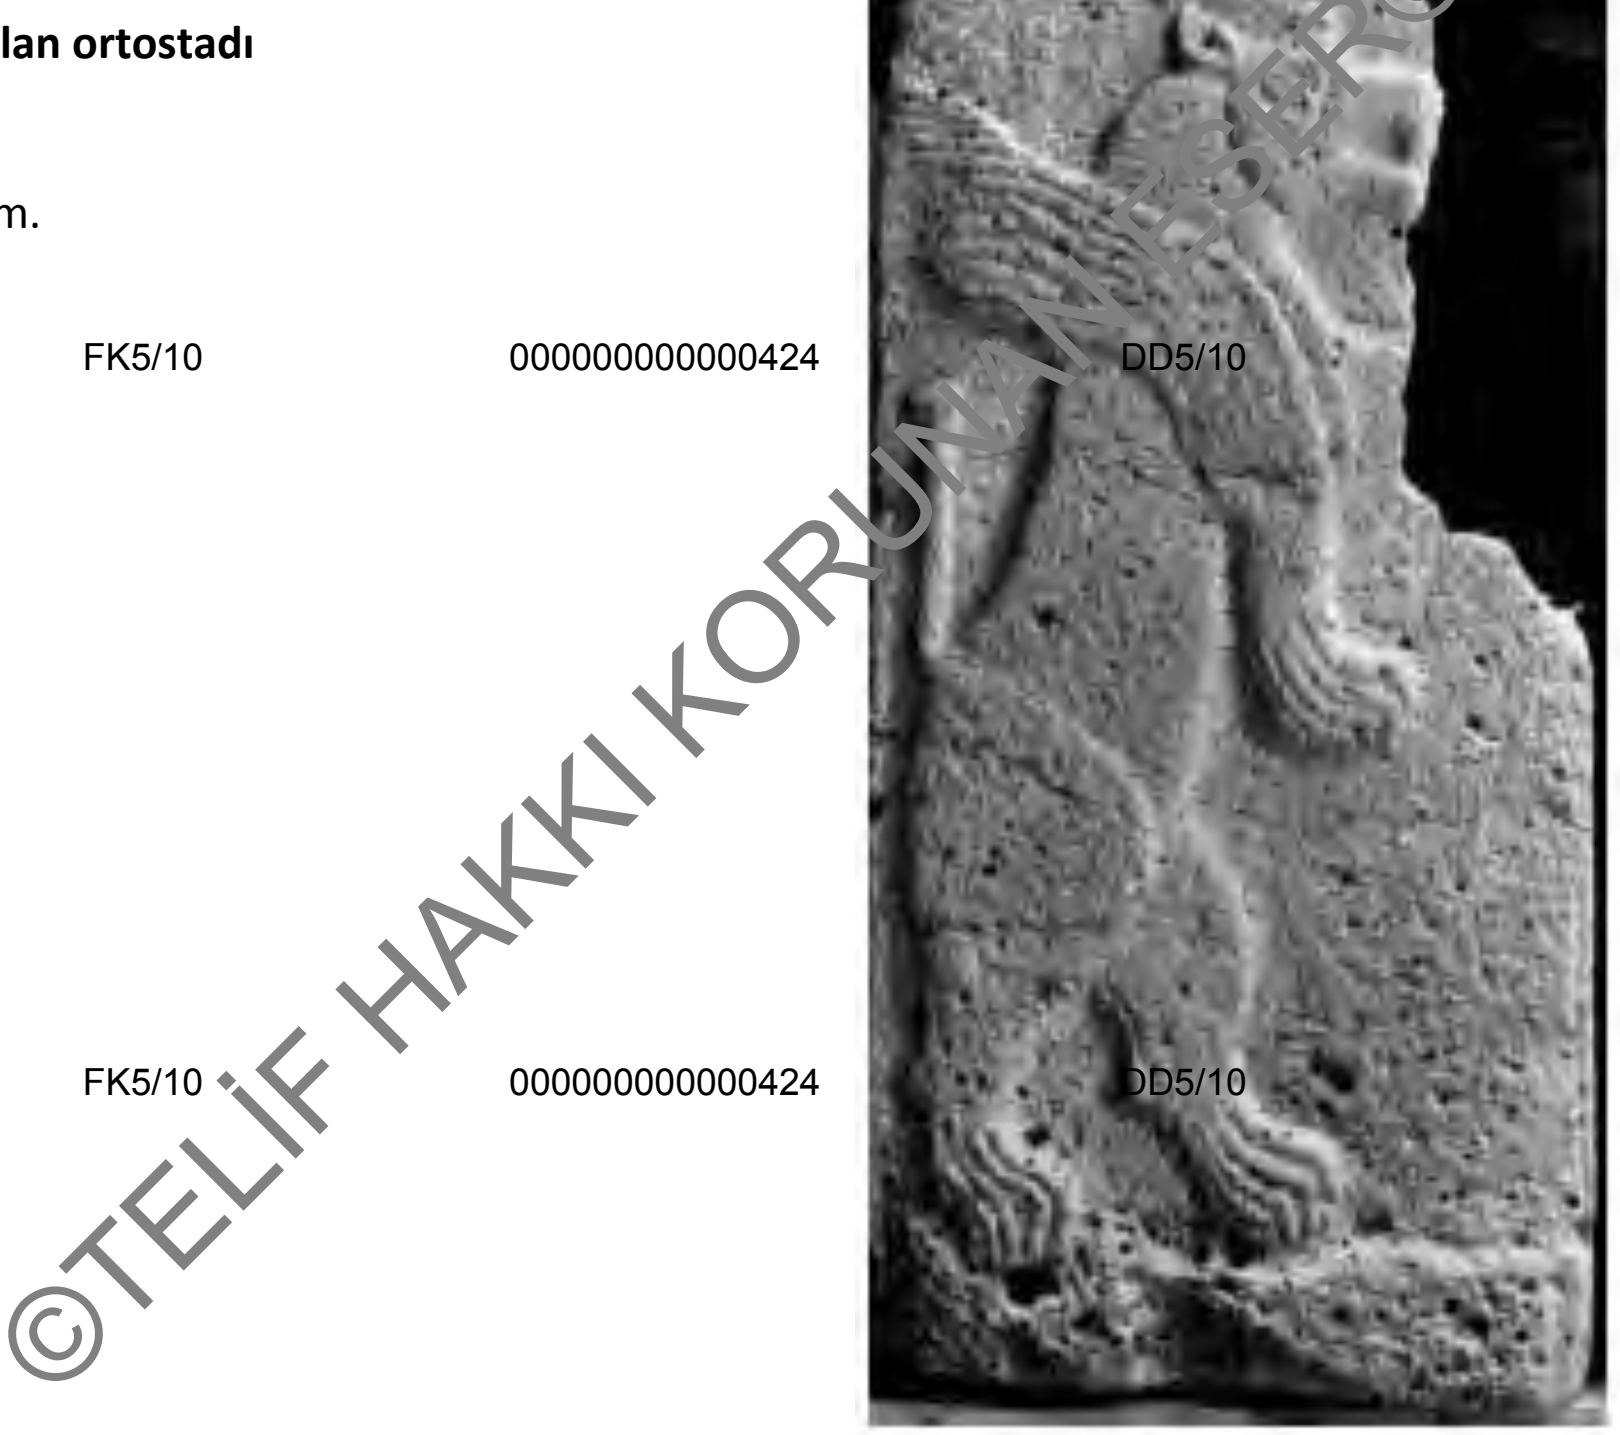 lan ortostadı
m.
FK5/10 000000000000424 DD5/10
©TELİF HAKKI KORUNAN ESER©
FK5/10 000000000000424 DD5/10